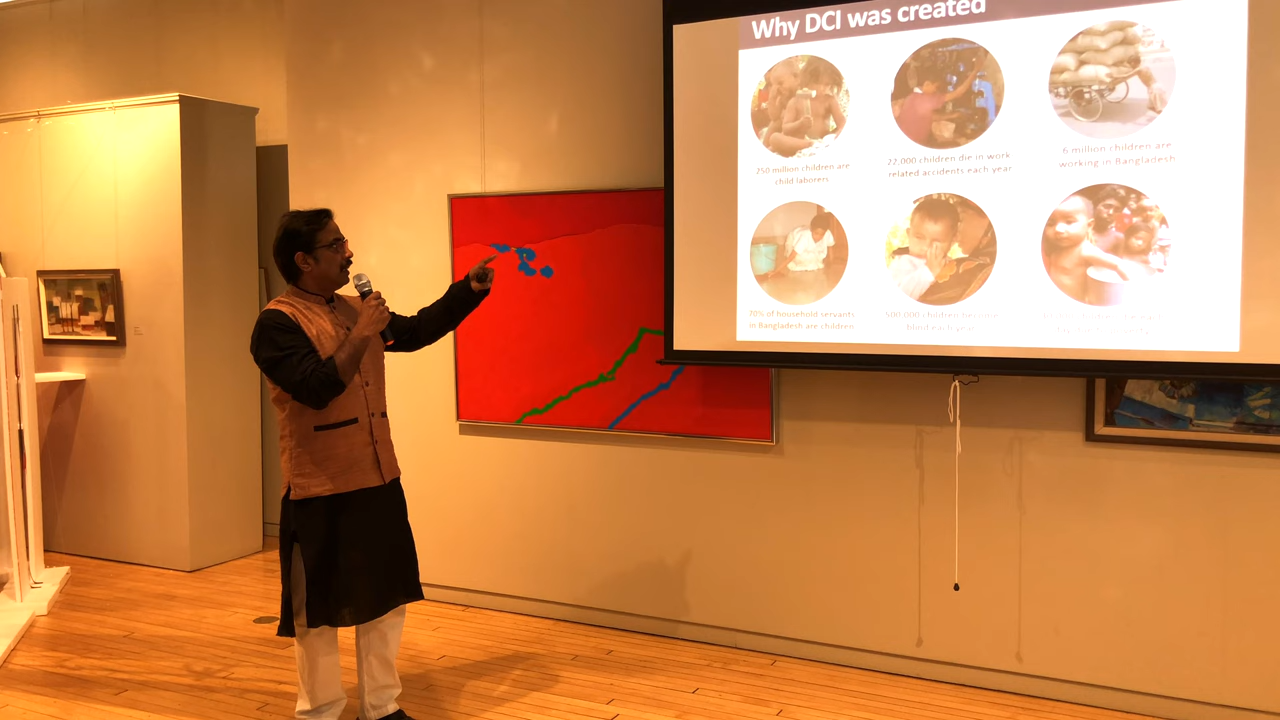 Why DCI was created
250 million children are
child laborers
22,000 children die in work
related accidents each year
6 million children are
working in Bangladesh
70% of household servants
in Bangladesh are children
500,000 children become
blind each year